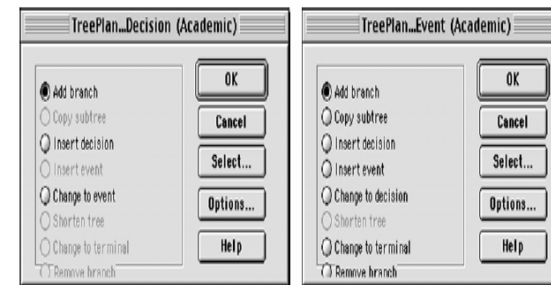 TreePlan...Decision (Academic)
Add branch
Copy subtree
Insert decision
Insert event
Change to event
Shorten tree
Change to terminal
Remove branch
OK
Cancel
Select...
Options...
Help
TreePlan...Event (Academic)
Add branch
Copy subtree
Insert decision
Insert event
Change to decision
Shorten tree
Change to terminal
Remove branch
OK
Cancel
Select...
Options...
Help